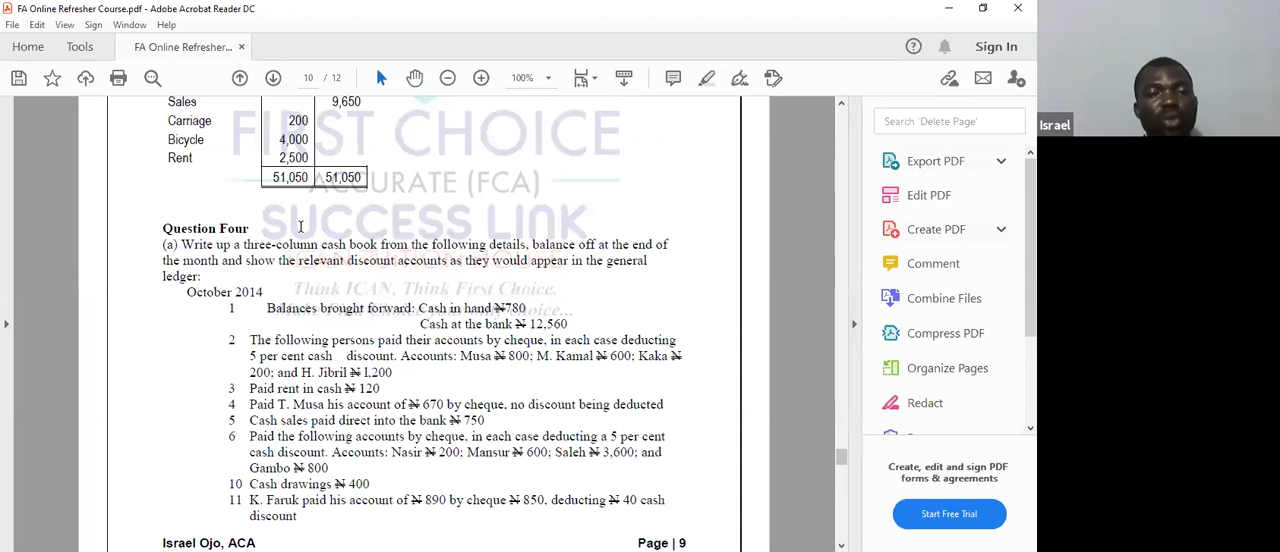 FA Online Refresher Course.pdf - Adobe Acrobat Reader DC
File Edit View Sign Window Help
Home Tools FA Online Refresher... × Sign In
10 / 12 100%
Sales 9,650
Carriage 200
Bicycle 4,000
Rent 2,500
51,050 51,050
FIRST CHOICE
ACCURATE (FCA)
SUCCESS LINK
Think ICAN, Think First Choice.
Question Four
(a) Write up a three-column cash book from the following details, balance off at the end of
the month and show the relevant discount accounts as they would appear in the general
ledger:
October 2014
1 Balances brought forward: Cash in hand ₦780
Cash at the bank ₦ 12,560
2 The following persons paid their accounts by cheque, in each case deducting
5 per cent cash discount. Accounts: Musa ₦ 800; M. Kamal ₦ 600; Kaka ₦
200; and H. Jibril ₦ l,200
3 Paid rent in cash ₦ 120
4 Paid T. Musa his account of ₦ 670 by cheque, no discount being deducted
5 Cash sales paid direct into the bank ₦ 750
6 Paid the following accounts by cheque, in each case deducting a 5 per cent
cash discount. Accounts: Nasir ₦ 200; Mansur ₦ 600; Saleh ₦ 3,600; and
Gambo ₦ 800
10 Cash drawings ₦ 400
11 K. Faruk paid his account of ₦ 890 by cheque ₦ 850, deducting ₦ 40 cash
discount
Israel Ojo, ACA Page | 9
Search 'Delete Page'
Export PDF
Edit PDF
Create PDF
Comment
Combine Files
Compress PDF
Organize Pages
Redact
Create, edit and sign PDF
forms & agreements
Start Free Trial
Israel